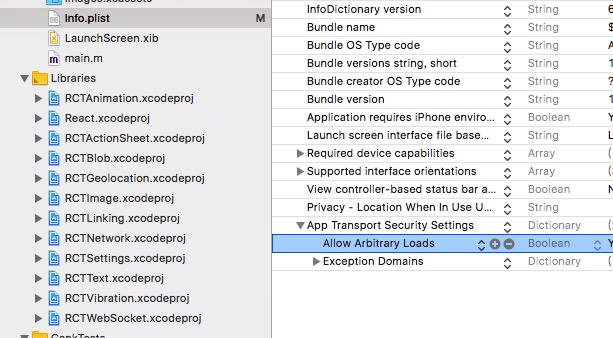 Images.xcassets
Info.plist M
LaunchScreen.xib
main.m
Libraries
RCTAnimation.xcodeproj
React.xcodeproj
RCTActionSheet.xcodeproj
RCTBlob.xcodeproj
RCTGeolocation.xcodeproj
RCTImage.xcodeproj
RCTLinking.xcodeproj
RCTNetwork.xcodeproj
RCTSettings.xcodeproj
RCTText.xcodeproj
RCTVibration.xcodeproj
RCTWebSocket.xcodeproj
GankTests
InfoDictionary version String 6
Bundle name String $
Bundle OS Type code String A
Bundle versions string, short String 1
Bundle creator OS Type code String ?
Bundle version String 1
Application requires iPhone enviro... Boolean Y
Launch screen interface file base... String L
Required device capabilities Array (
Supported interface orientations Array (
View controller-based status bar a... Boolean N
Privacy - Location When In Use U... String
App Transport Security Settings Dictionary (
Allow Arbitrary Loads Boolean Y
Exception Domains Dictionary (